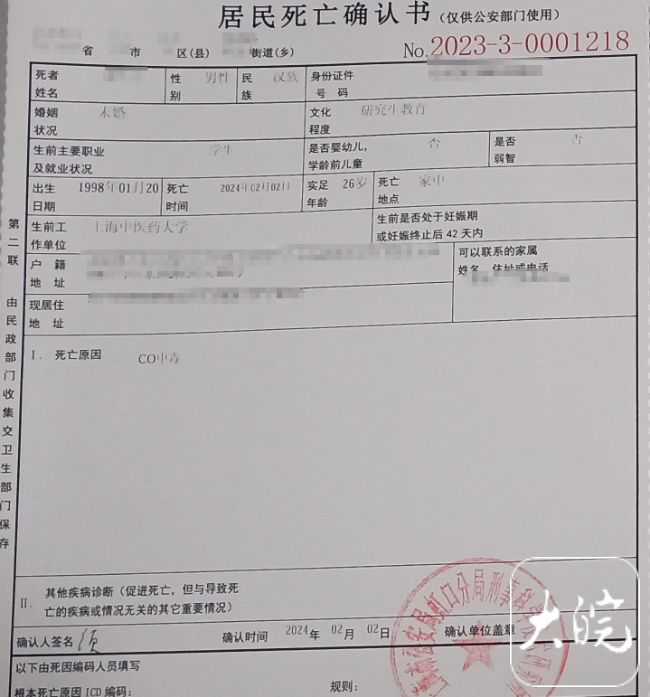 居民死亡确认书（仅供公安部门使用）
省 市 区(县) 街道(乡) No.2023-3-0001218
死者姓名 性别 男性 民族 汉族 身份证件号码
婚姻状况 未婚 文化程度 研究生教育
生前主要职业及就业状况 学生 是否婴幼儿，学龄前儿童 否 是否弱智 否
出生日期 1998年01月20 死亡时间 2024年02月02日 实足年龄 26岁 死亡地点 家中
生前工作单位 上海中医药大学 生前是否处于妊娠期或妊娠终止后42天内
户籍地址 可以联系的家属姓名、住址或电话
现居住地址
第二联 由民政部门收集交卫生部门保存
I. 死亡原因 CO中毒
II. 其他疾病诊断（促进死亡，但与导致死亡的疾病或情况无关的其它重要情况）
确认人签名 确认时间 2024年 02月 02日 确认单位盖章
以下由死因编码人员填写
根本死亡原因ICD编码： 规则：
大皖